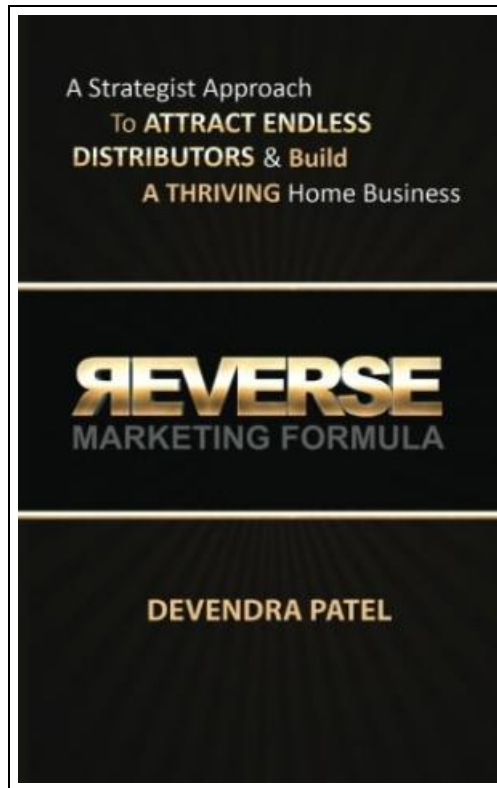 A Strategist Approach
To ATTRACT ENDLESS
DISTRIBUTORS & Build
A THRIVING Home Business
REVERSE
MARKETING FORMULA
DEVENDRA PATEL